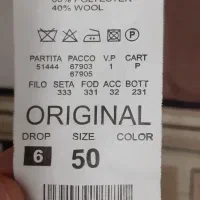 40% WOOL
PARTITA PACCO V.P CART
51444 67903 1 P
67905
FILO SETA FOD ACC BOTT
333 331 32 231
ORIGINAL
DROP SIZE COLOR
6 50